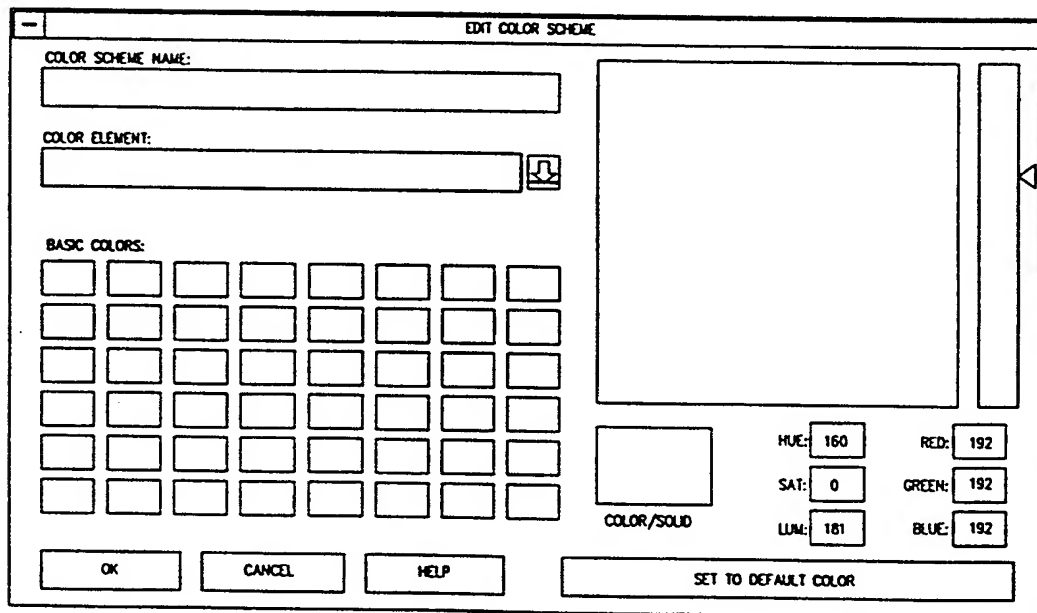 EDIT COLOR SCHEME
COLOR SCHEME NAME:
COLOR ELEMENT:
BASIC COLORS:
HUE: 160 RED: 192
SAT: 0 GREEN: 192
LUM: 181 BLUE: 192
COLOR/SOLID
OK CANCEL HELP SET TO DEFAULT COLOR